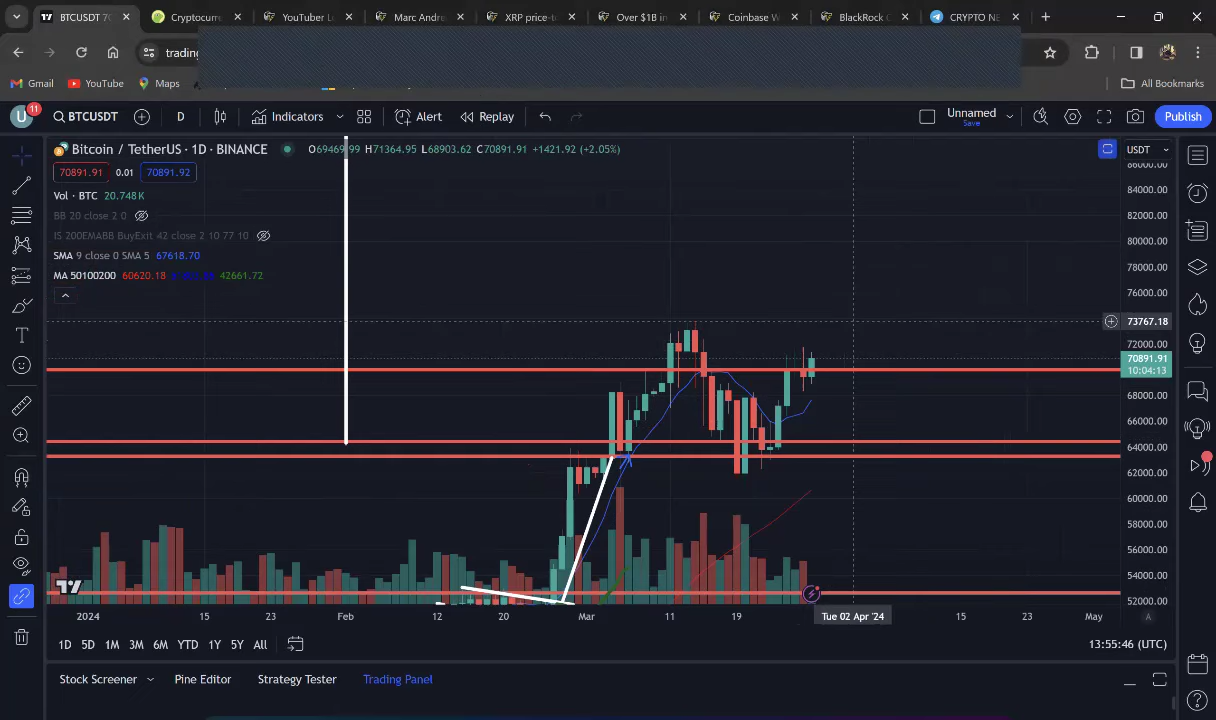 BTCUSDT 7
Cryptocurr
YouTuber L
Marc Andr
XRP price-t
Over $1B in
Coinbase W
BlackRock
CRYPTO NE
trading
Gmail
YouTube
Maps
All Bookmarks
U
11
BTCUSDT
D
Indicators
Alert
Replay
Unnamed
Save
Publish
Bitcoin / TetherUS · 1D · BINANCE
O69469.99 H71364.95 L68903.62 C70891.91 +1421.92 (+2.05%)
USDT
70891.91
0.01
70891.92
Vol · BTC 20.748K
BB 20 close 2 0
IS 200EMABB BuyExit 42 close 2 10 77 10
SMA 9 close 0 SMA 5 67618.70
MA 50100200 60620.18 42661.72
86000.00
84000.00
82000.00
80000.00
78000.00
76000.00
73767.18
72000.00
70891.91
10:04:13
68000.00
66000.00
64000.00
62000.00
60000.00
58000.00
56000.00
54000.00
52000.00
2024
15
23
Feb
12
20
Mar
11
19
Tue 02 Apr '24
15
23
May
A
1D
5D
1M
3M
6M
YTD
1Y
5Y
All
13:55:46 (UTC)
Stock Screener
Pine Editor
Strategy Tester
Trading Panel